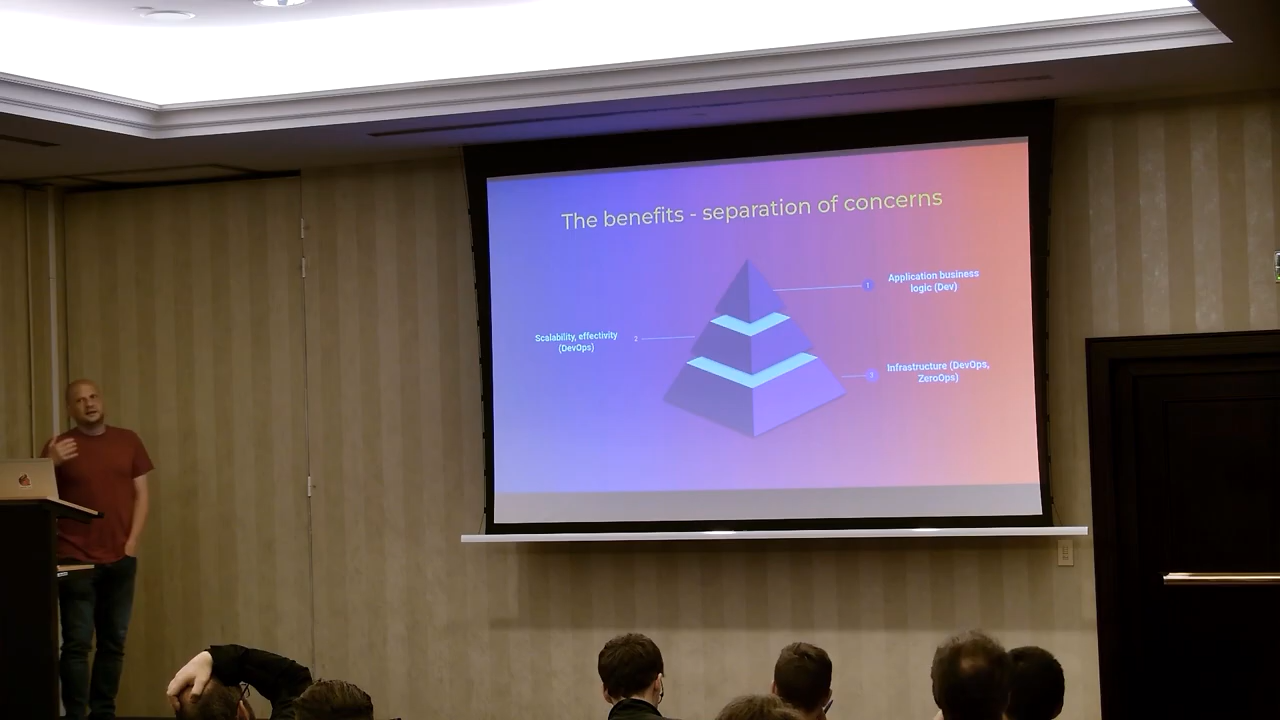 The benefits - separation of concerns
1
Application business
logic (Dev)
Scalability, effectivity
(DevOps)
2
3
Infrastructure (DevOps,
ZeroOps)